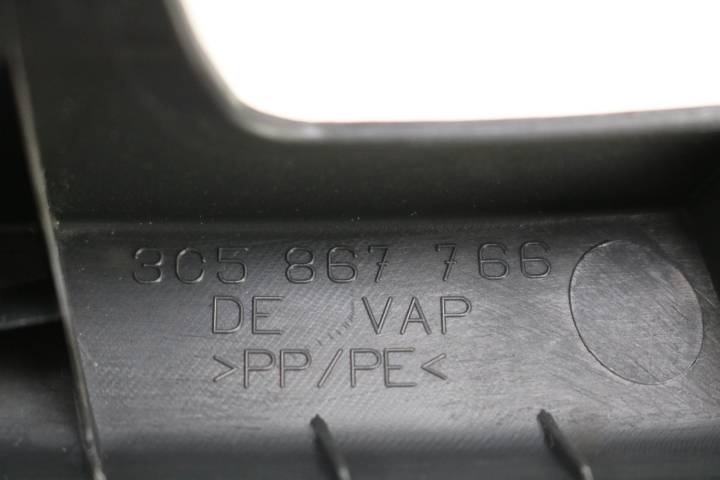 3C5 867 766
DE VAP
>PP/PE<